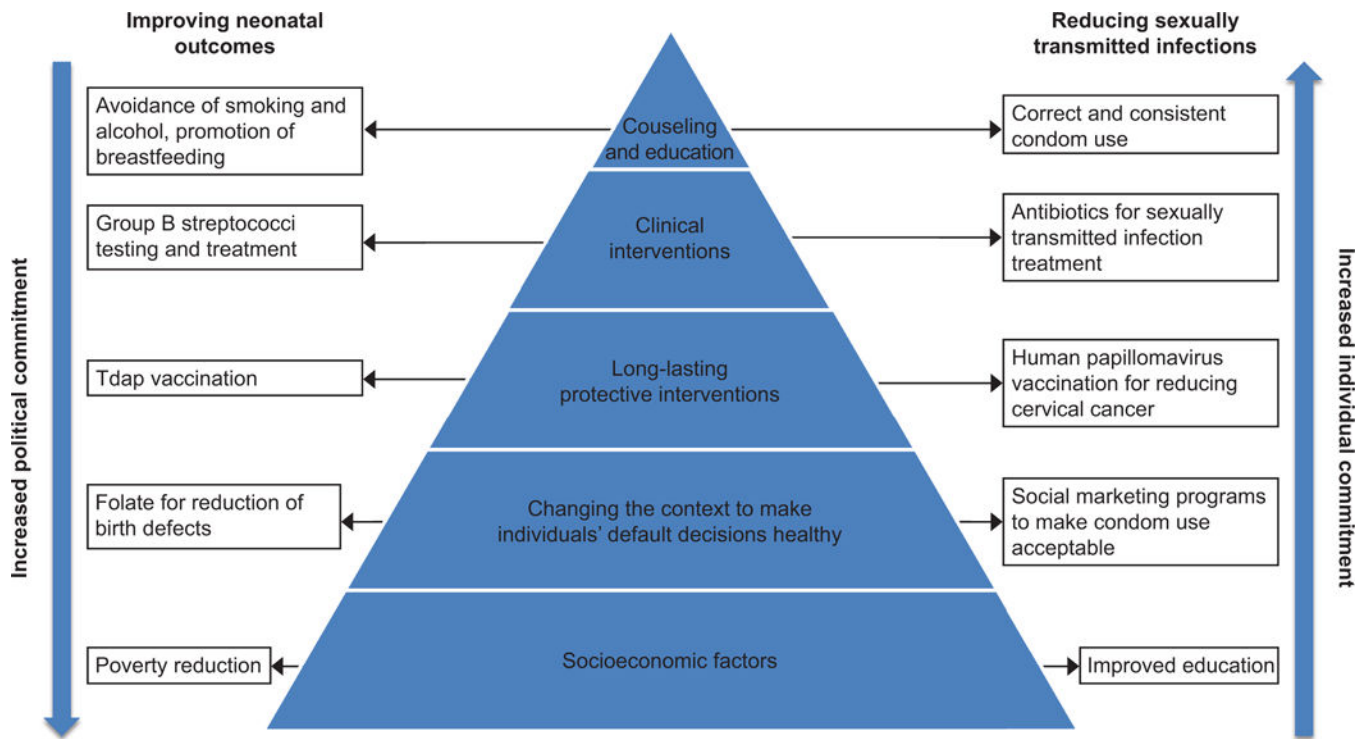 Improving neonatal
outcomes
Reducing sexually
transmitted infections
Increased political commitment
Increased individual commitment
Avoidance of smoking and
alcohol, promotion of
breastfeeding
Couseling
and education
Correct and consistent
condom use
Group B streptococci
testing and treatment
Clinical
interventions
Antibiotics for sexually
transmitted infection
treatment
Tdap vaccination
Long-lasting
protective interventions
Human papillomavirus
vaccination for reducing
cervical cancer
Folate for reduction of
birth defects
Changing the context to make
individuals’ default decisions healthy
Social marketing programs
to make condom use
acceptable
Poverty reduction
Socioeconomic factors
Improved education